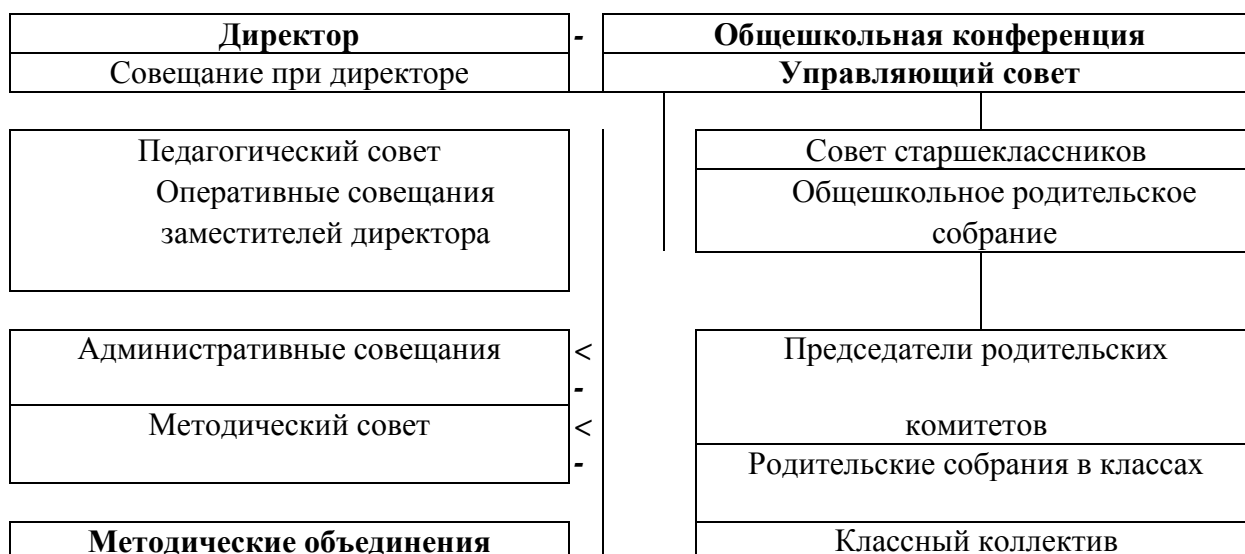 Директор - Общешкольная конференция
Совещание при директоре Управляющий совет
Педагогический совет
Оперативные совещания
заместителей директора
Совет старшеклассников
Общешкольное родительское
собрание
Административные совещания <
-
Методический совет <
-
Председатели родительских
комитетов
Родительские собрания в классах
Методические объединения
Классный коллектив